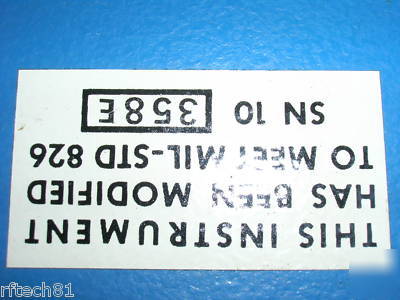 THIS INSTRUMENT
HAS BEEN MODIFIED
TO MEET MIL-STD 826
SN 10 358E
rftech81